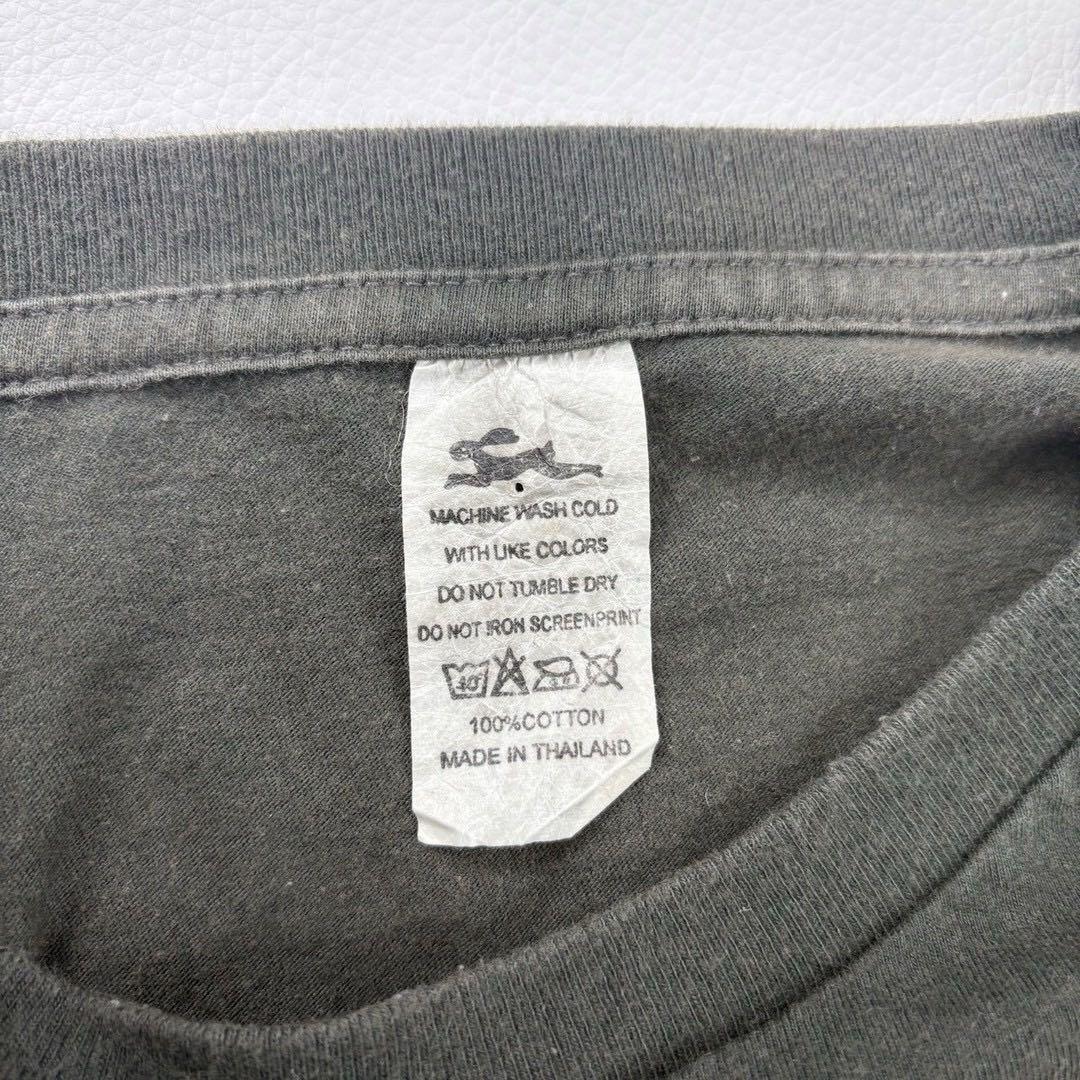 MACHINE WASH COLD
WITH LIKE COLORS
DO NOT TUMBLE DRY
DO NOT IRON SCREENPRINT
40°
100%COTTON
MADE IN THAILAND